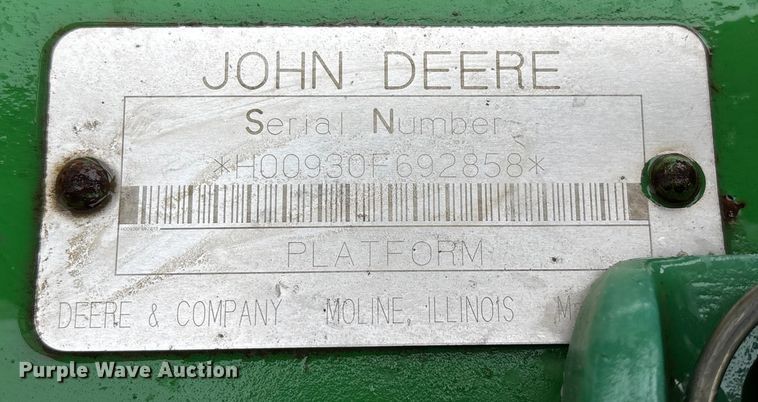 JOHN DEERE
Serial Number
*H00930F692858*
PLATFORM
DEERE & COMPANY MOLINE, ILLINOIS
Purple Wave Auction